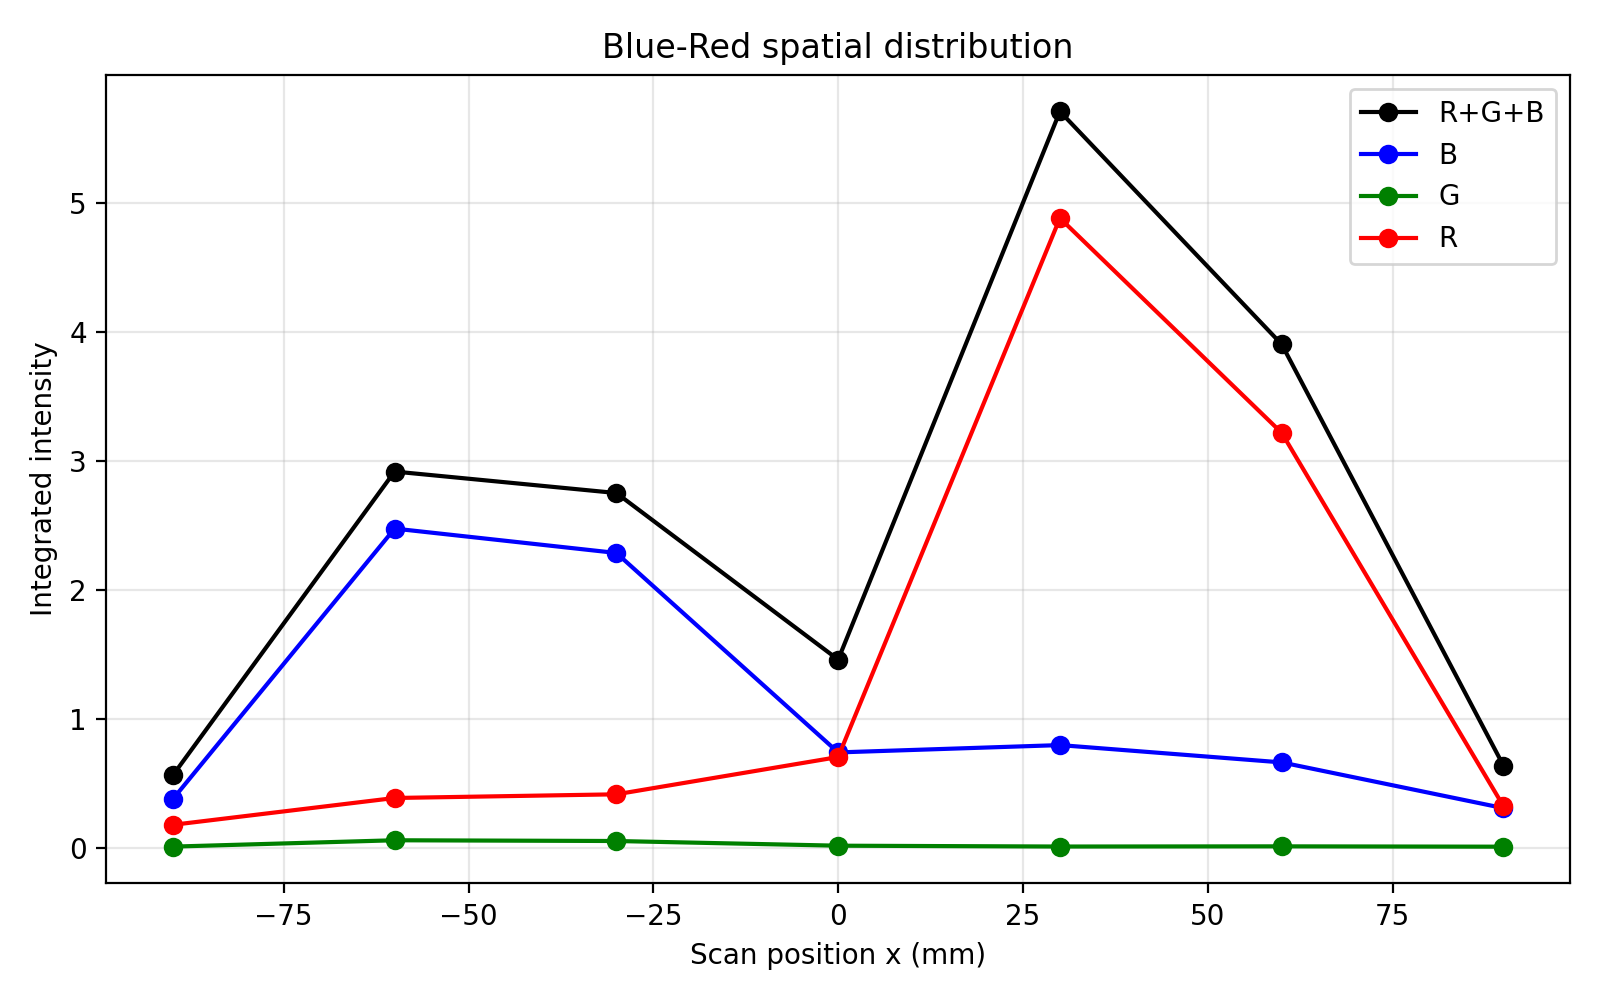 Blue-Red spatial distribution
R+G+B
B
G
R
Integrated intensity
5
4
3
2
1
0
−75
−50
−25
0
25
50
75
Scan position x (mm)